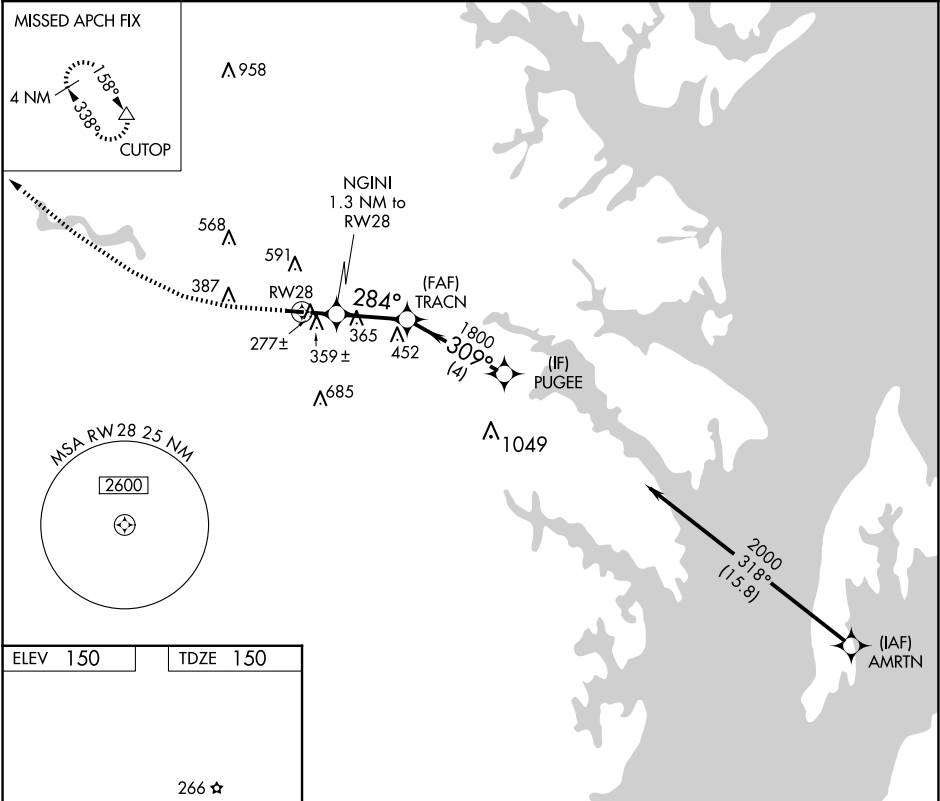 MISSED APCH FIX
4 NM
158°
338°
CUTOP
958
NGINI
1.3 NM to
RW28
568
591
387
RW28
284°
(FAF)
TRACN
277±
359±
365
452
1800
309°
(4)
(IF)
PUGEE
685
1049
MSA RW28 25 NM
2600
2000
318°
(15.8)
(IAF)
AMRTN
ELEV 150
TDZE 150
266